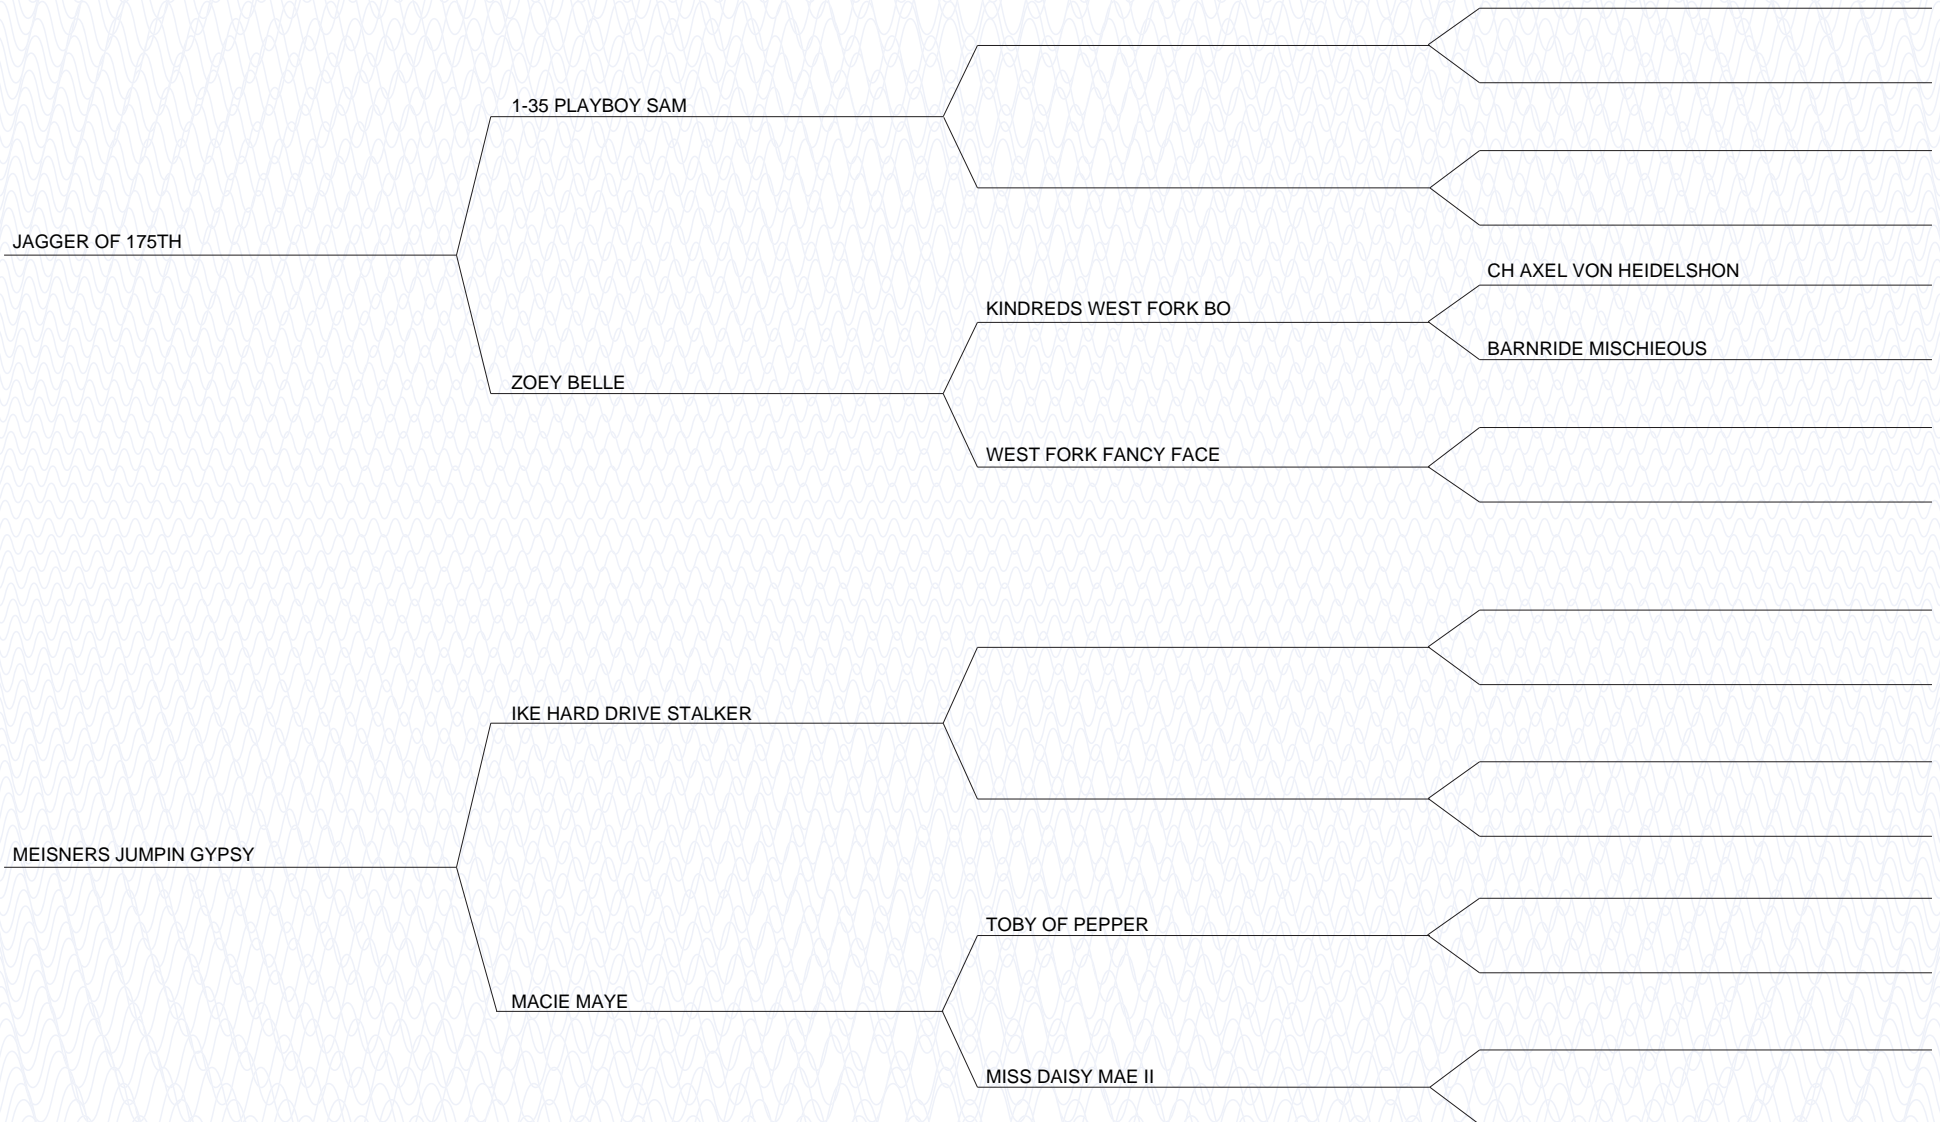 1-35 PLAYBOY SAM
JAGGER OF 175TH
CH AXEL VON HEIDELSHON
KINDREDS WEST FORK BO
BARNRIDE MISCHIEOUS
ZOEY BELLE
WEST FORK FANCY FACE
IKE HARD DRIVE STALKER
MEISNERS JUMPIN GYPSY
TOBY OF PEPPER
MACIE MAYE
MISS DAISY MAE II